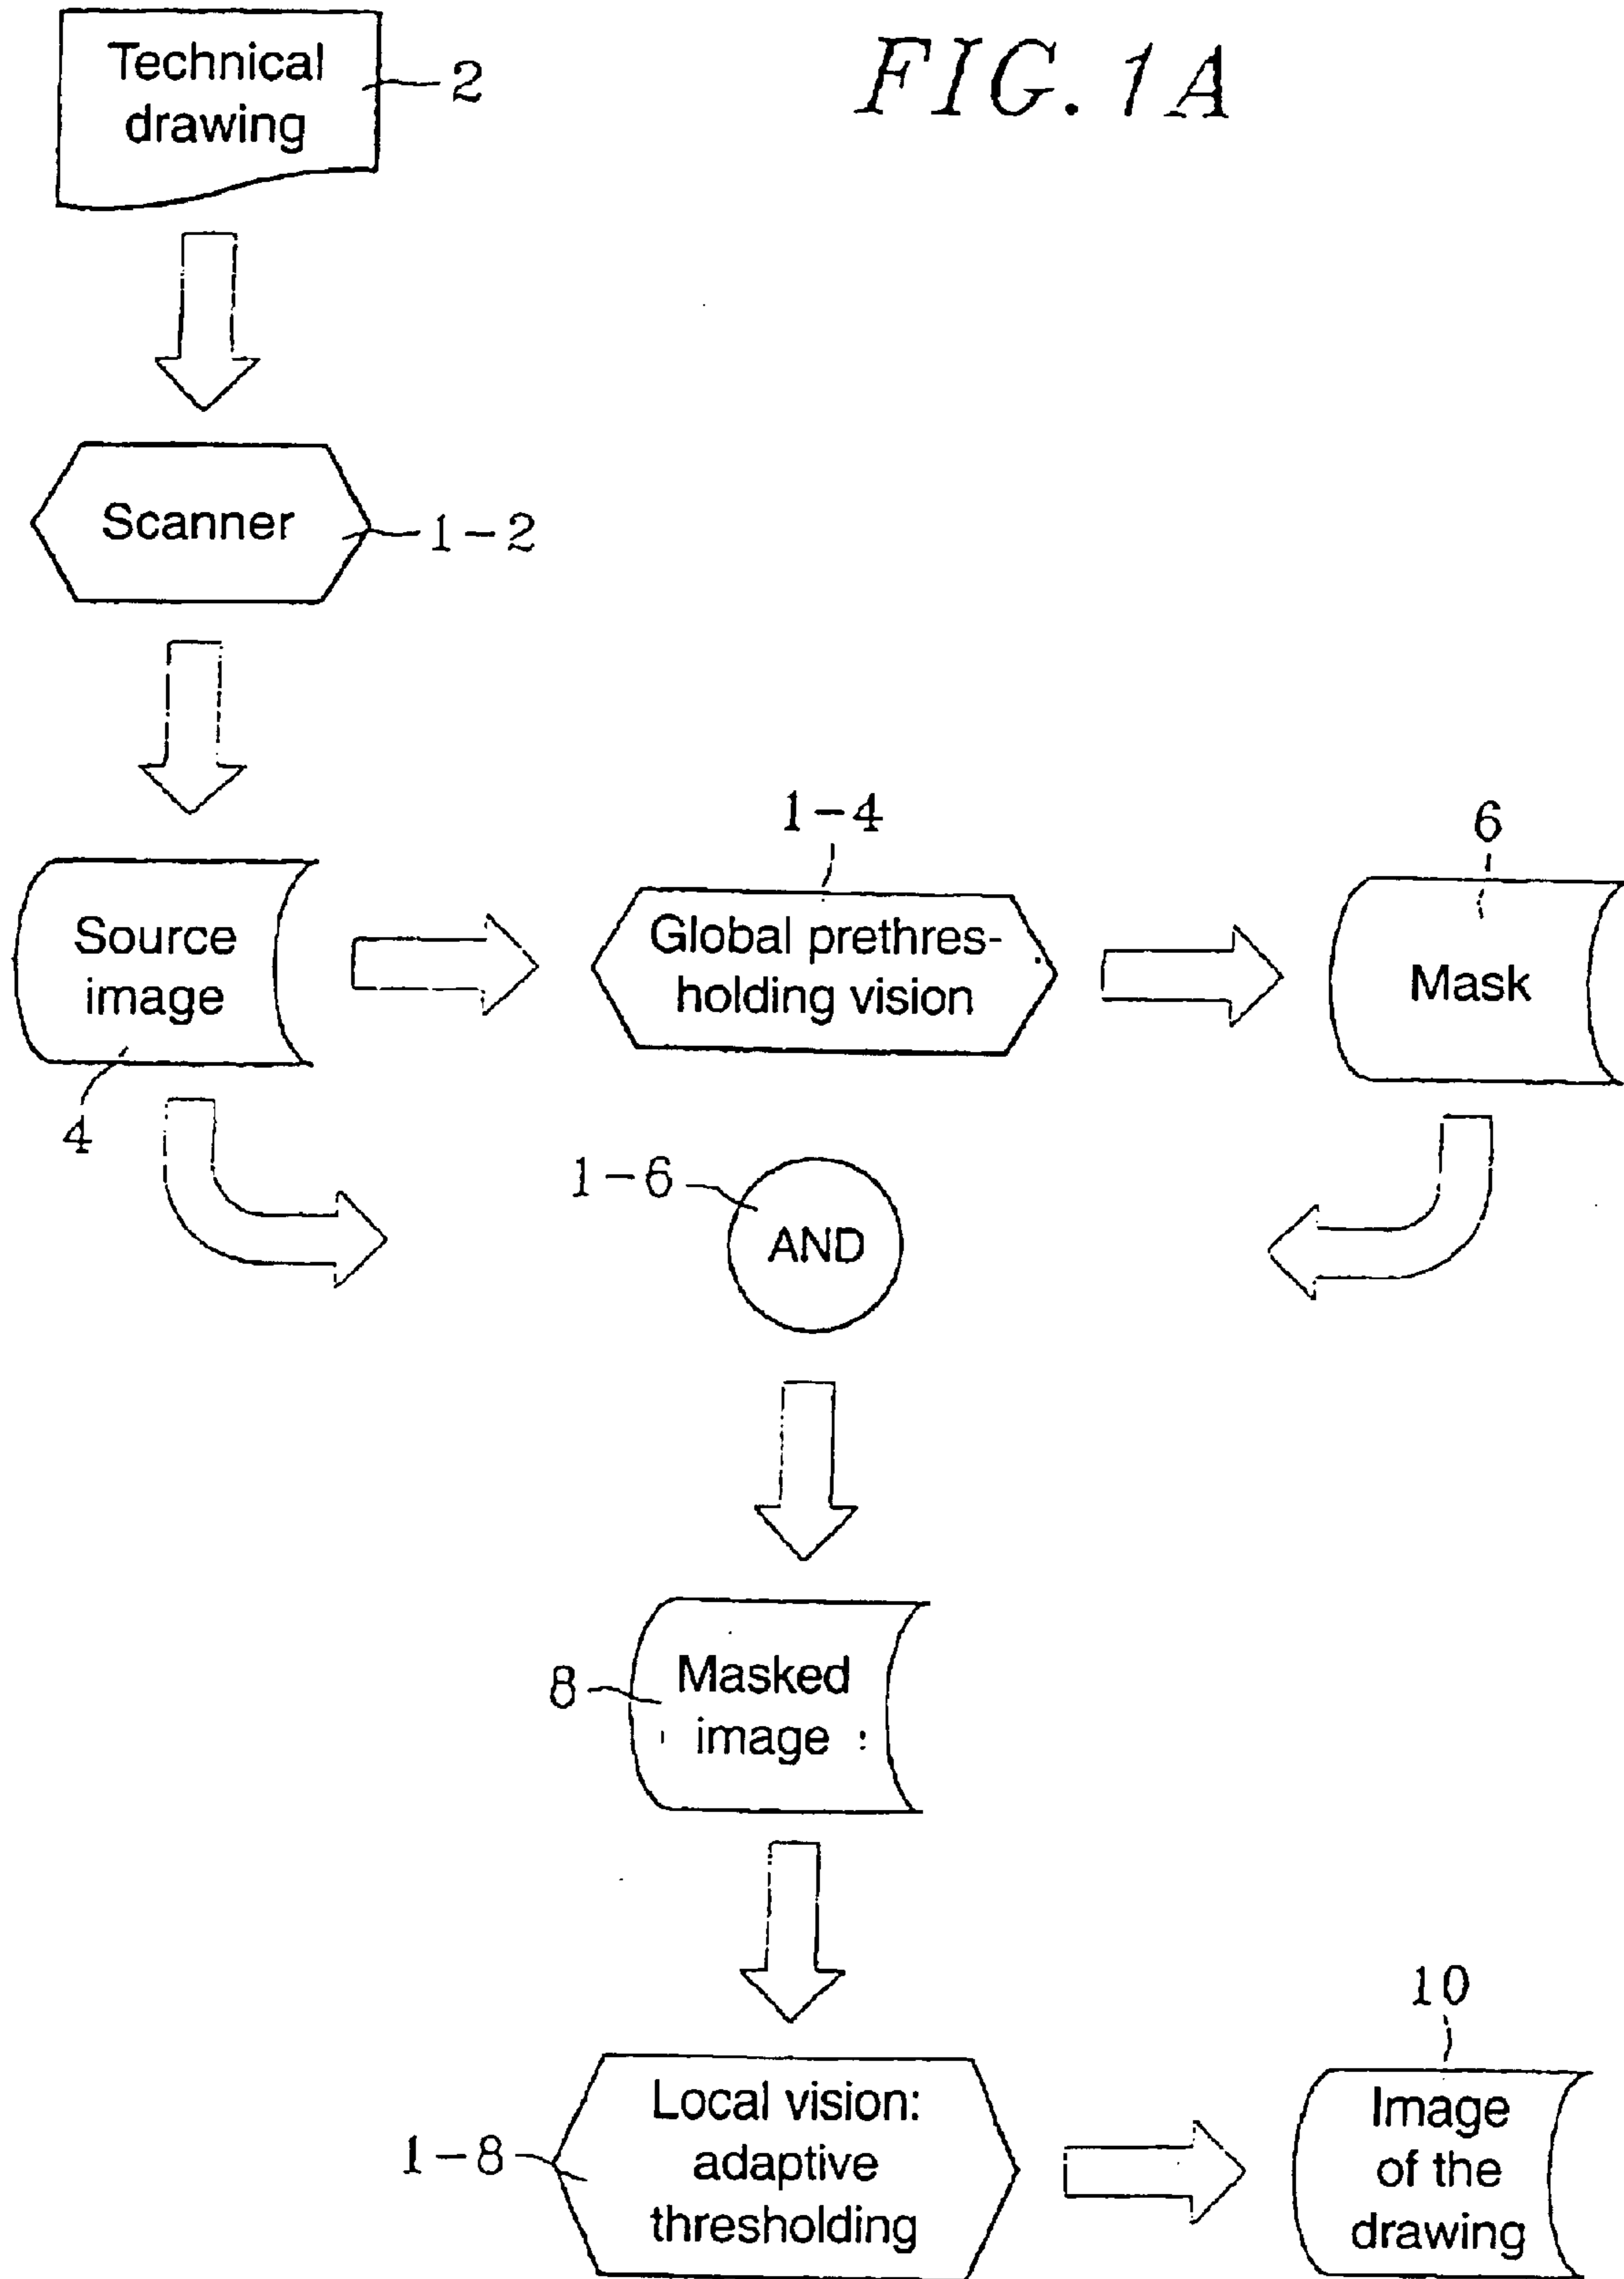 FIG. 1A
Technical
drawing
2
Scanner
1-2
Source
image
4
1-4
Global prethres-
holding vision
6
Mask
1-6
AND
8
Masked
image
1-8
Local vision:
adaptive
thresholding
10
Image
of the
drawing